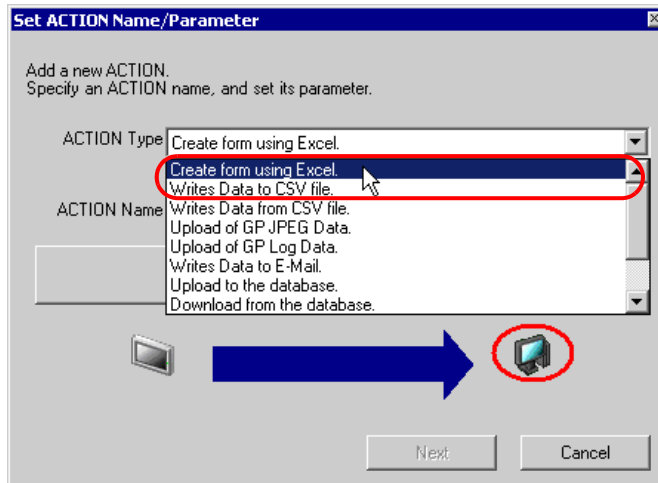 Set ACTION Name/Parameter
Add a new ACTION.
Specify an ACTION name, and set its parameter.
ACTION Type
Create form using Excel.
Create form using Excel.
Writes Data to CSV file.
ACTION Name
Writes Data from CSV file.
Upload of GP JPEG Data.
Upload of GP Log Data.
Writes Data to E-Mail.
Upload to the database.
Download from the database.
Next
Cancel